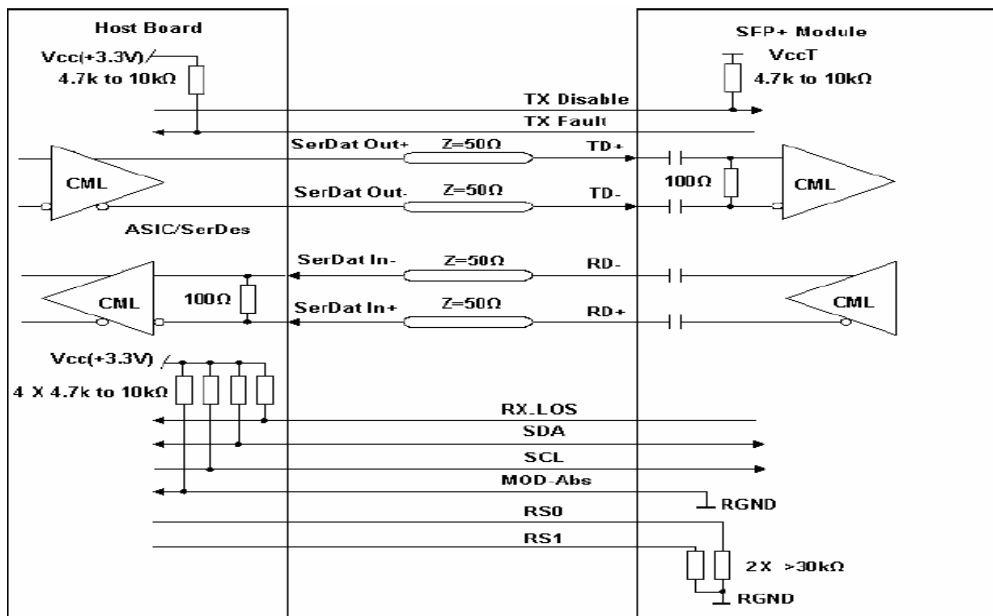 Host Board
SFP+ Module
Vcc(+3.3V)
4.7k to 10kΩ
VccT
4.7k to 10kΩ
TX Disable
TX Fault
SerDat Out+
Z=50Ω
TD+
CML
100Ω
CML
SerDat Out-
Z=50Ω
TD-
ASIC/SerDes
SerDat In-
Z=50Ω
RD-
100Ω
CML
CML
SerDat In+
Z=50Ω
RD+
Vcc(+3.3V)
4 X 4.7k to 10kΩ
RX_LOS
SDA
SCL
MOD-Abs
RGND
RS0
RS1
2X >30kΩ
RGND